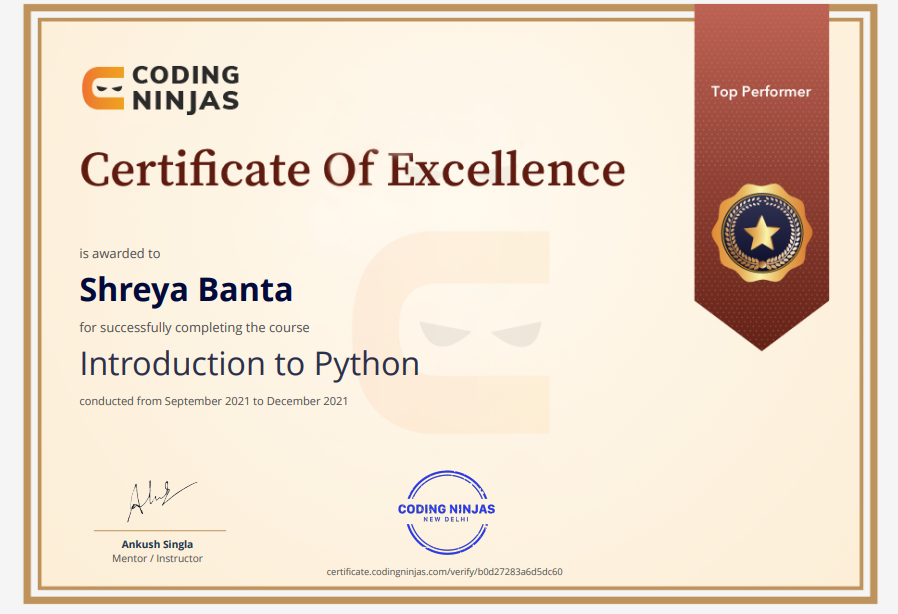 CODING
NINJAS
Top Performer
Certificate Of Excellence
is awarded to
Shreya Banta
for successfully completing the course
Introduction to Python
conducted from September 2021 to December 2021
Ankush Singla
Mentor / Instructor
CODING NINJAS
NEW DELHI
certificate.codingninjas.com/verify/b0d27283a6d5dc60